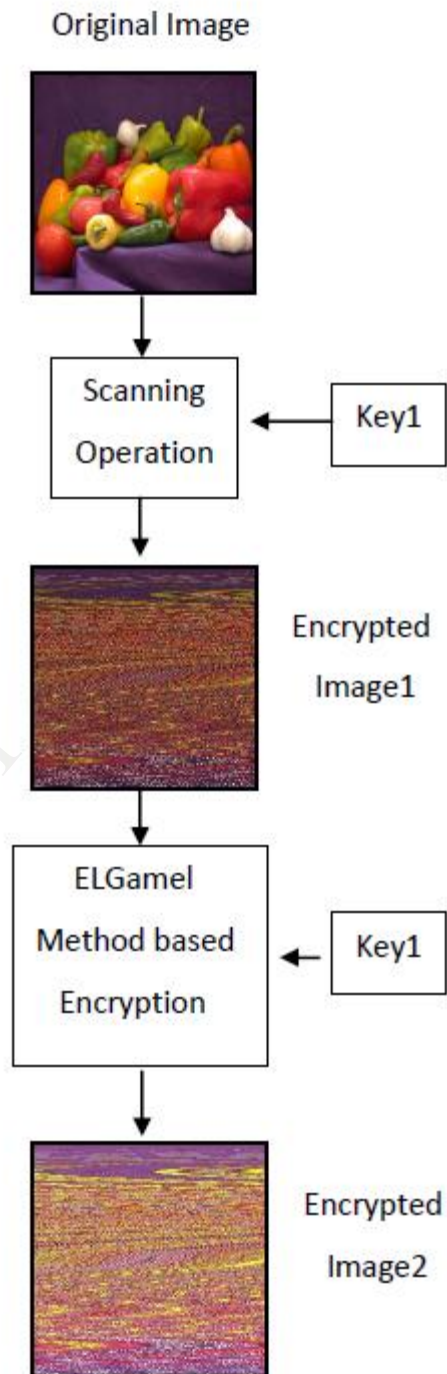 Original Image
Scanning
Operation
Key1
Encrypted
Image1
ELGamel
Method based
Encryption
Key1
Encrypted
Image2